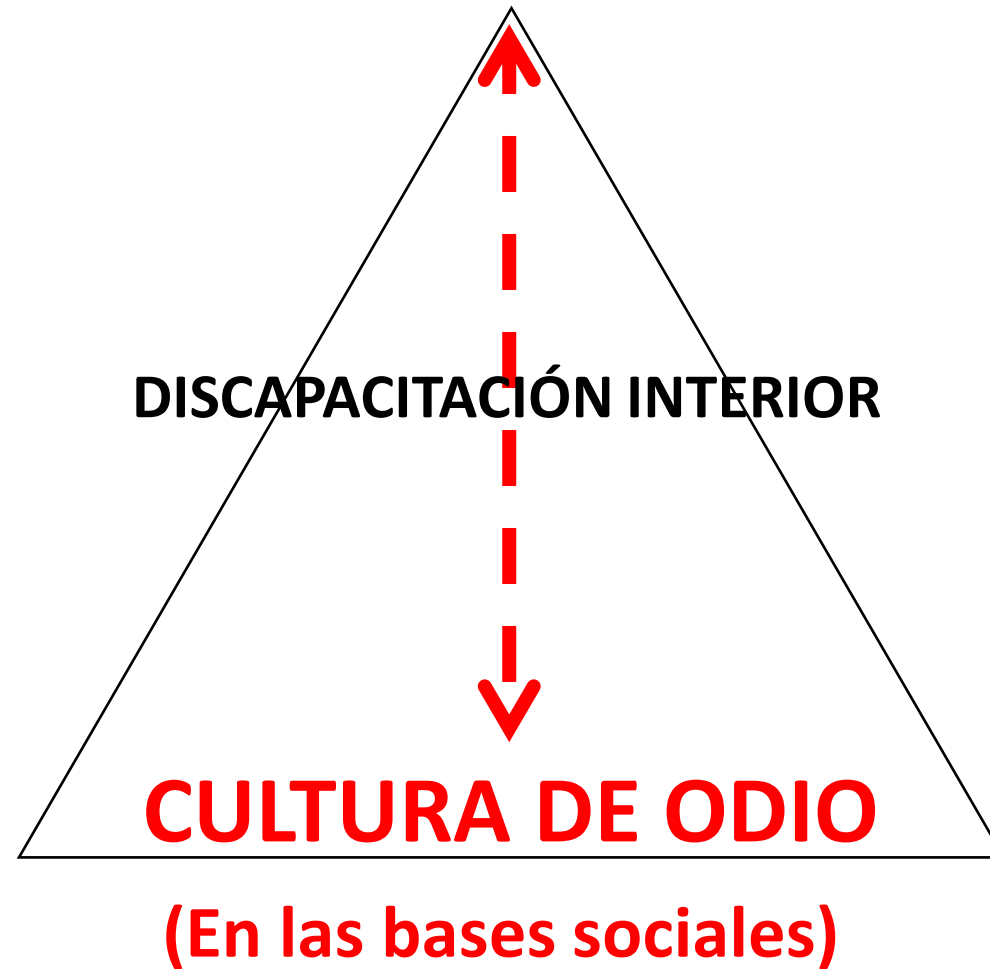 DISCAPACITACIÓN INTERIOR
CULTURA DE ODIO
(En las bases sociales)